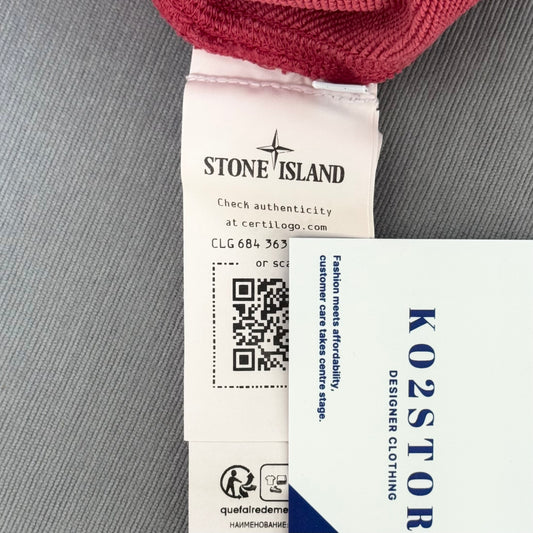 STONE ISLAND
Check authenticity
at certilogo.com
CLG 684 363
or sca
quefairedeme
НАИМЕНОВАНИЕ:
Fashion meets affordability,
customer care takes centre stage.
KO2STOR
DESIGNER CLOTHING